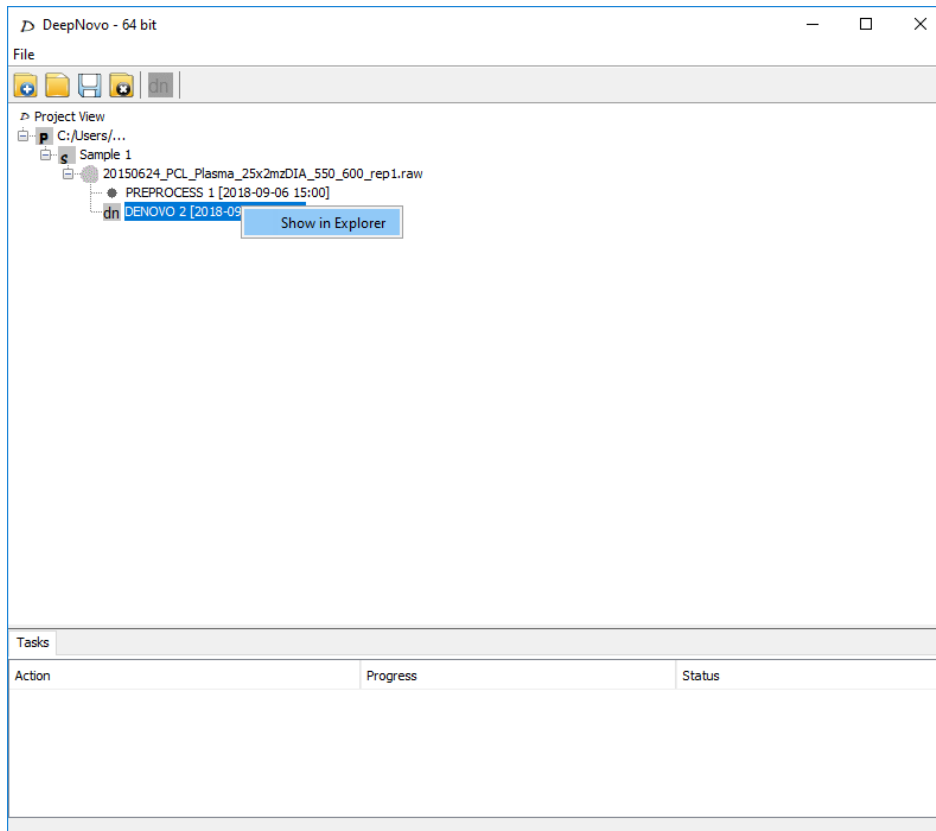 DeepNovo - 64 bit
File
dn
Project View
P C:/Users/...
S Sample 1
20150624_PCL_Plasma_25x2mzDIA_550_600_rep1.raw
PREPROCESS 1 [2018-09-06 15:00]
dn DENOVO 2 [2018-09
Show in Explorer
Tasks
Action Progress Status